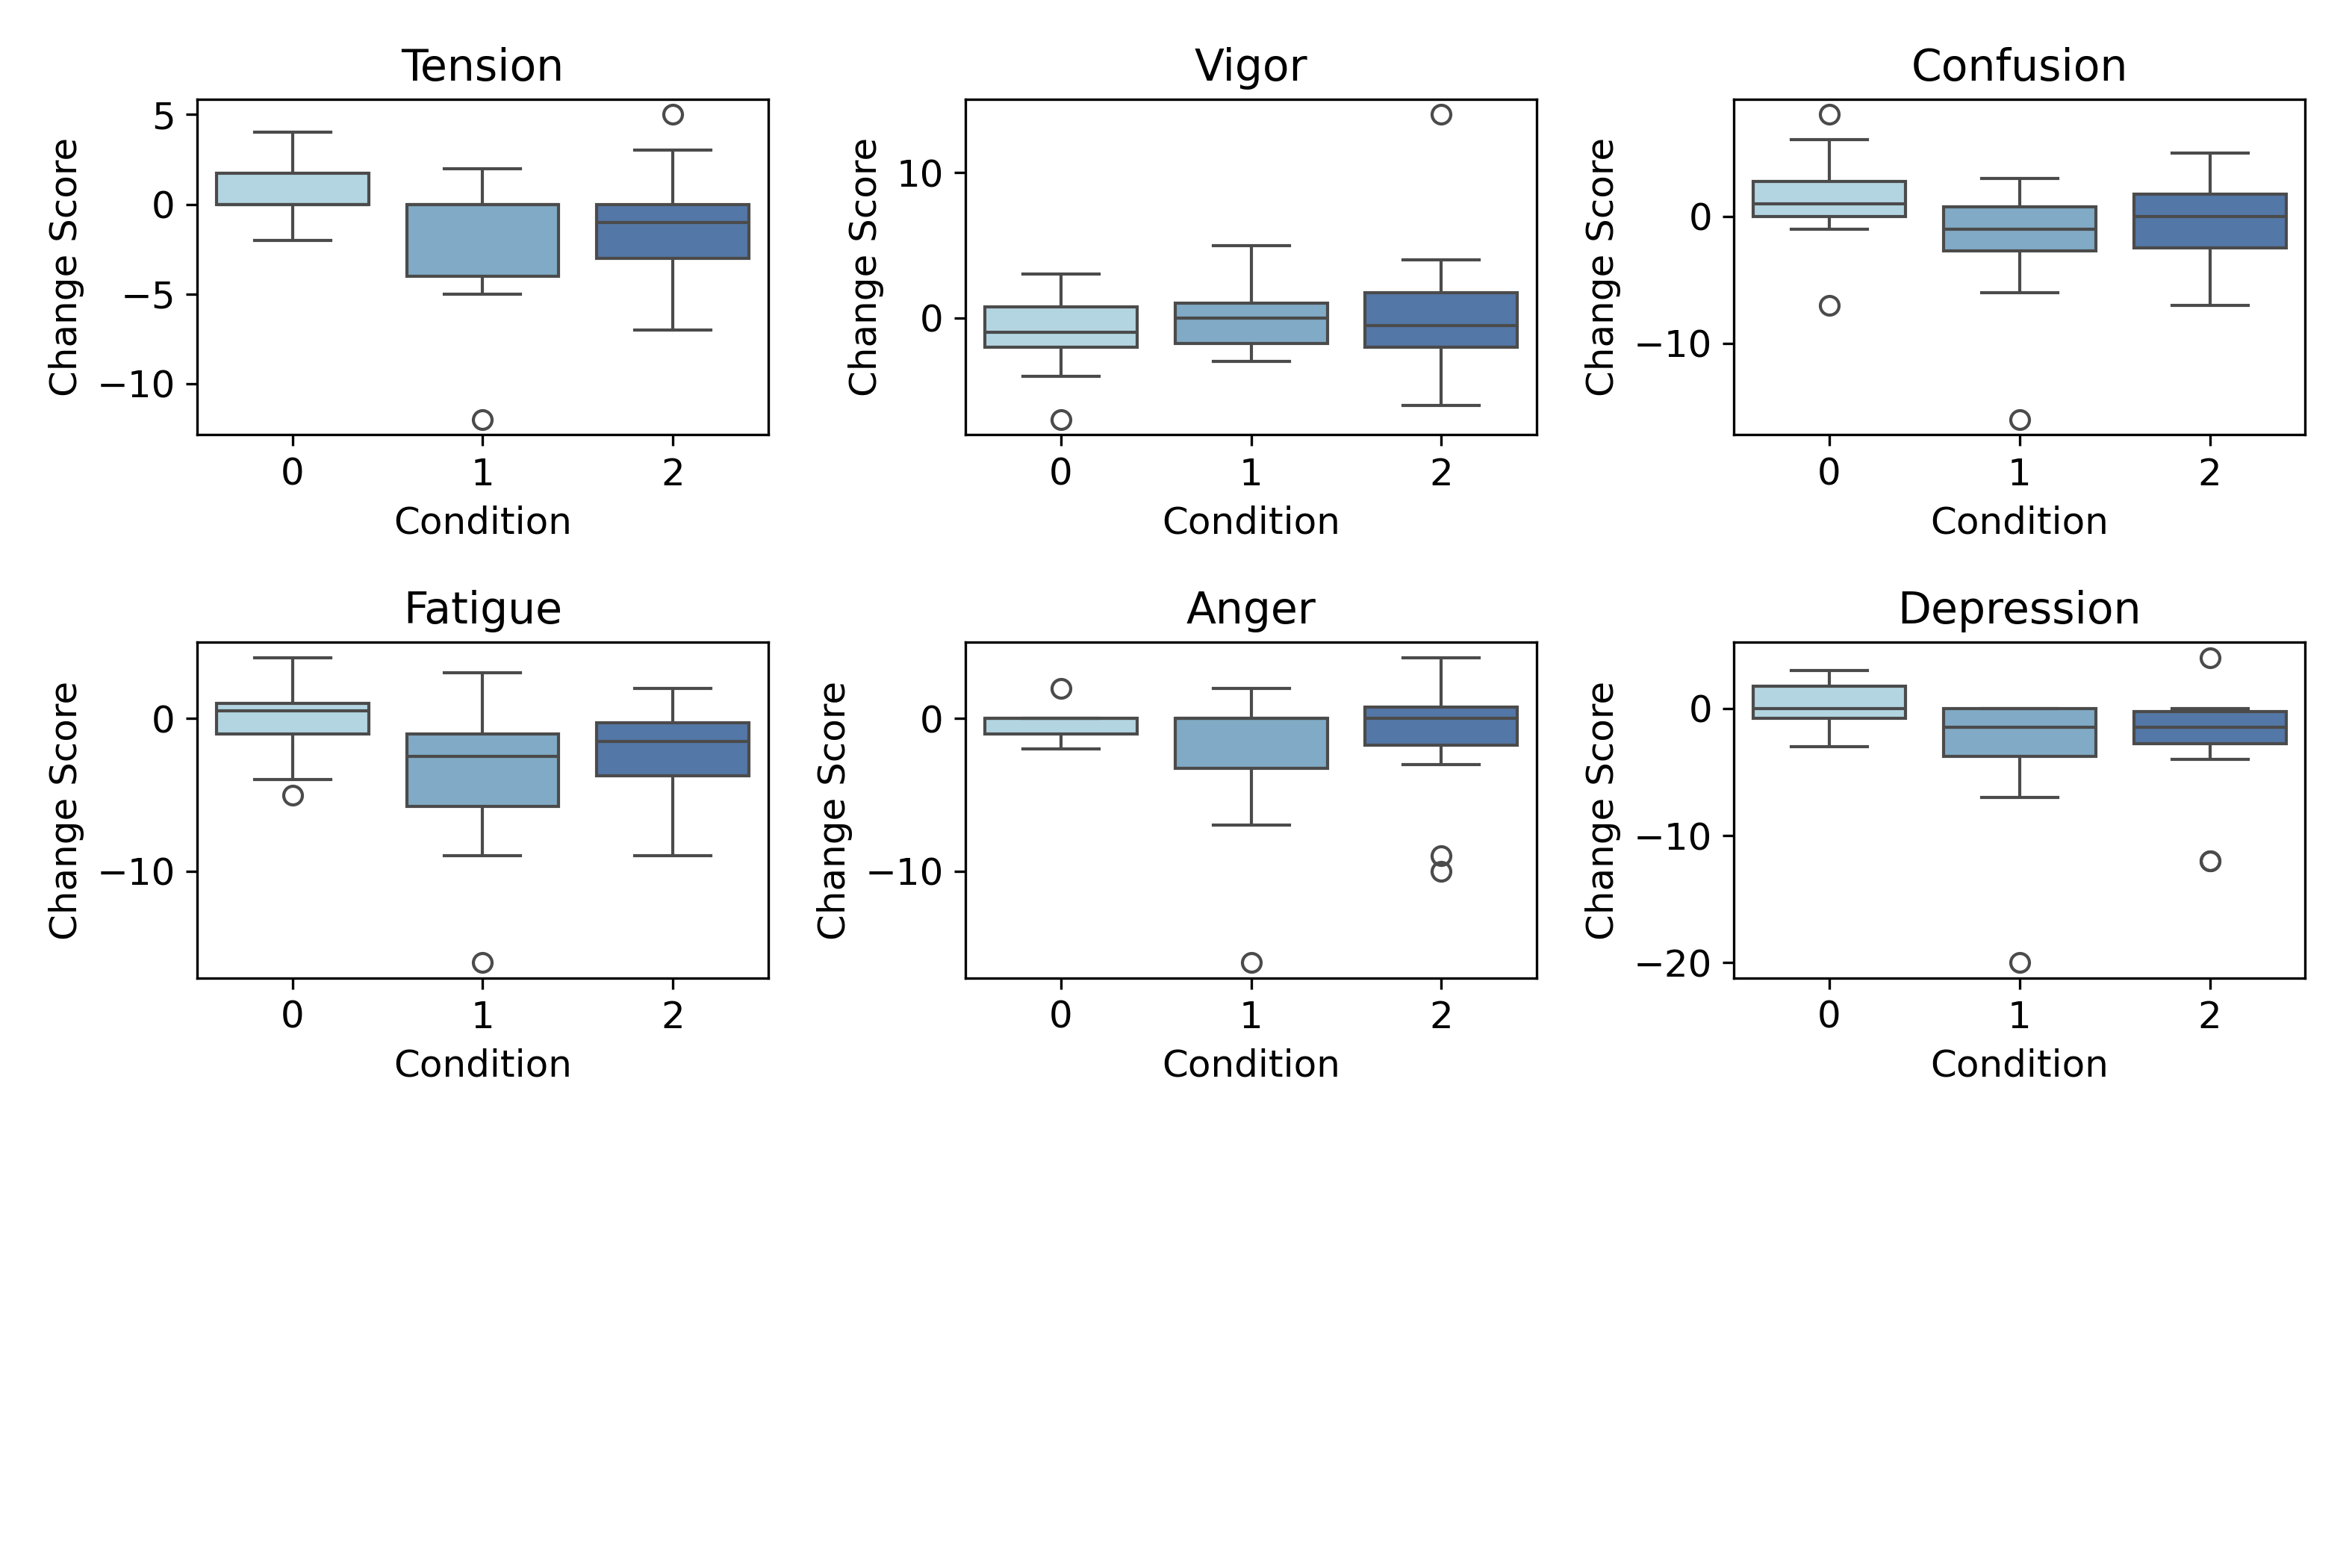 Tension
Change Score
5
0
−5
−10
0 1 2
Condition
Vigor
Change Score
10
0
0 1 2
Condition
Confusion
Change Score
0
−10
0 1 2
Condition
Fatigue
Change Score
0
−10
0 1 2
Condition
Anger
Change Score
0
−10
0 1 2
Condition
Depression
Change Score
0
−10
−20
0 1 2
Condition